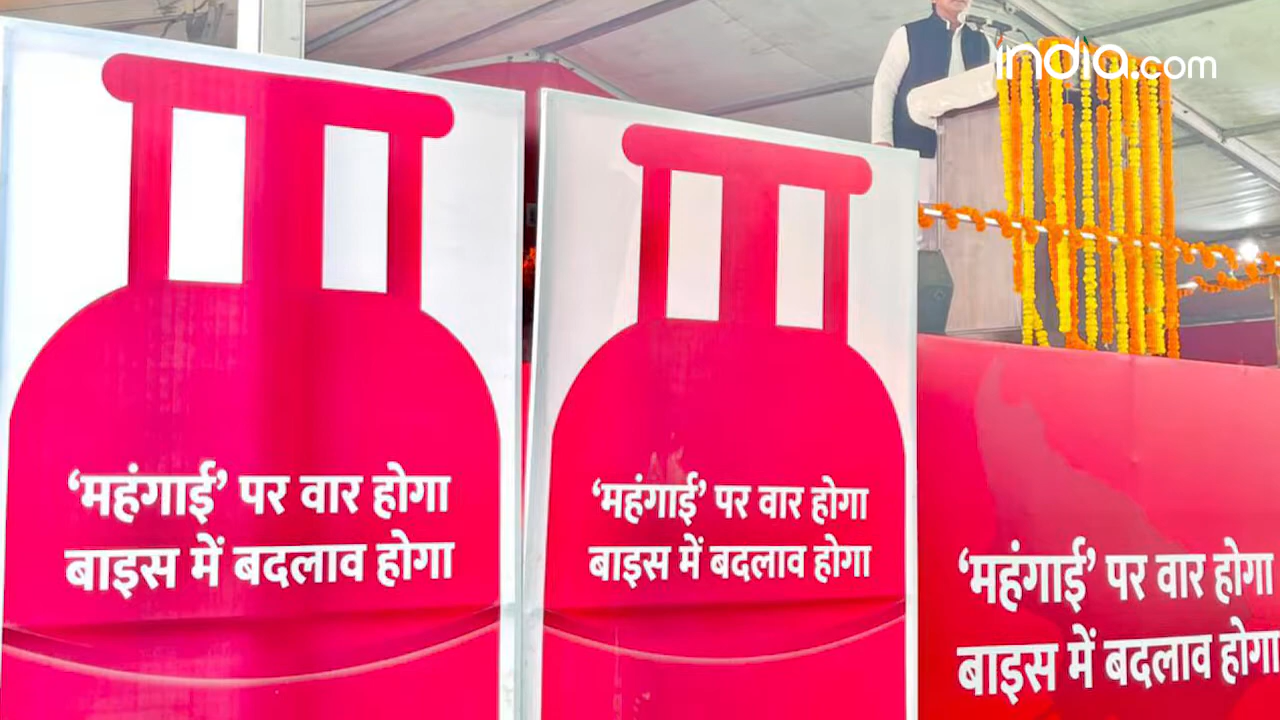 india.com
‘महंगाई’ पर वार होगा
बाइस में बदलाव होगा
‘महंगाई’ पर वार होगा
बाइस में बदलाव होगा
‘महंगाई’ पर वार होगा
बाइस में बदलाव होगा